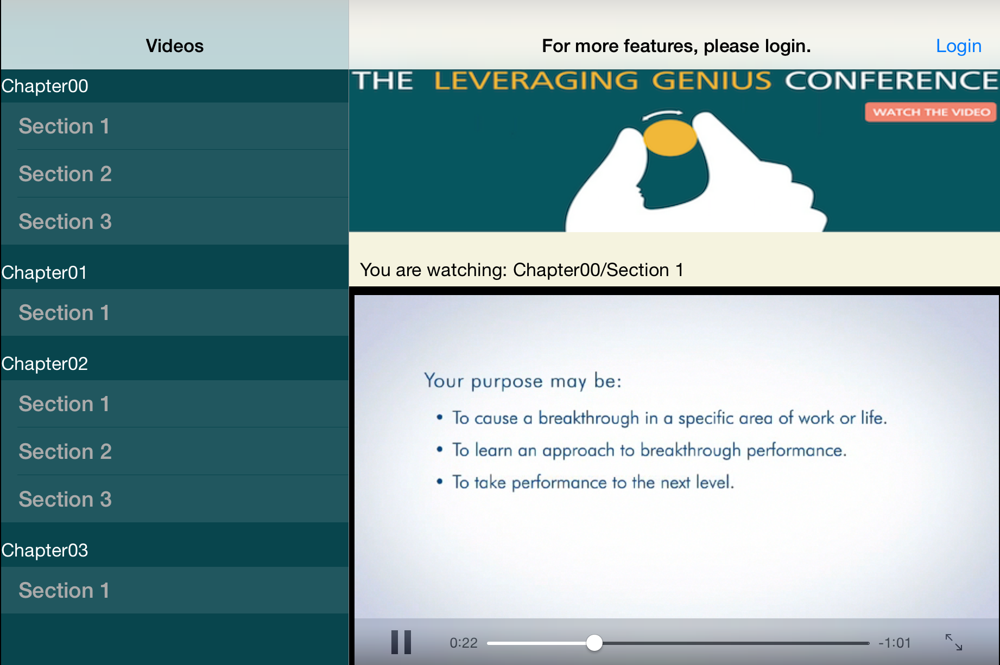 Videos
Chapter00
Section 1
Section 2
Section 3
Chapter01
Section 1
Chapter02
Section 1
Section 2
Section 3
Chapter03
Section 1
For more features, please login.
Login
THE LEVERAGING GENIUS CONFERENCE
WATCH THE VIDEO
You are watching: Chapter00/Section 1
Your purpose may be:
• To cause a breakthrough in a specific area of work or life.
• To learn an approach to breakthrough performance.
• To take performance to the next level.
0:22
-1:01